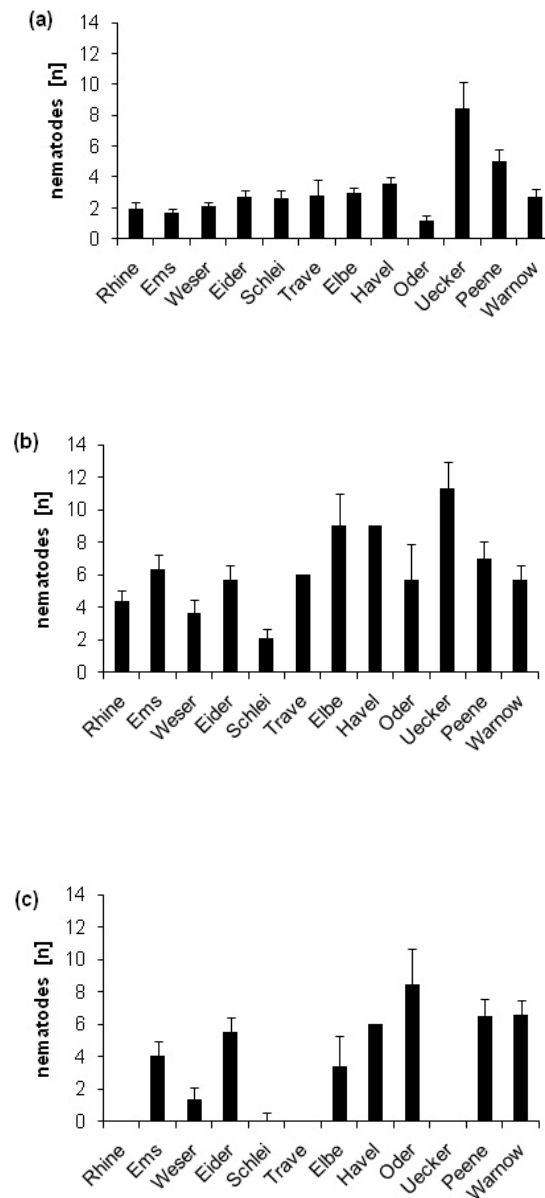 (a)
nematodes [n]
14
12
10
8
6
4
2
0
Rhine Ems Weser Eider Schlei Trave Elbe Havel Oder Uecker Peene Warnow
(b)
nematodes [n]
14
12
10
8
6
4
2
0
Rhine Ems Weser Eider Schlei Trave Elbe Havel Oder Uecker Peene Warnow
(c)
nematodes [n]
14
12
10
8
6
4
2
0
Rhine Ems Weser Eider Schlei Trave Elbe Havel Oder Uecker Peene Warnow